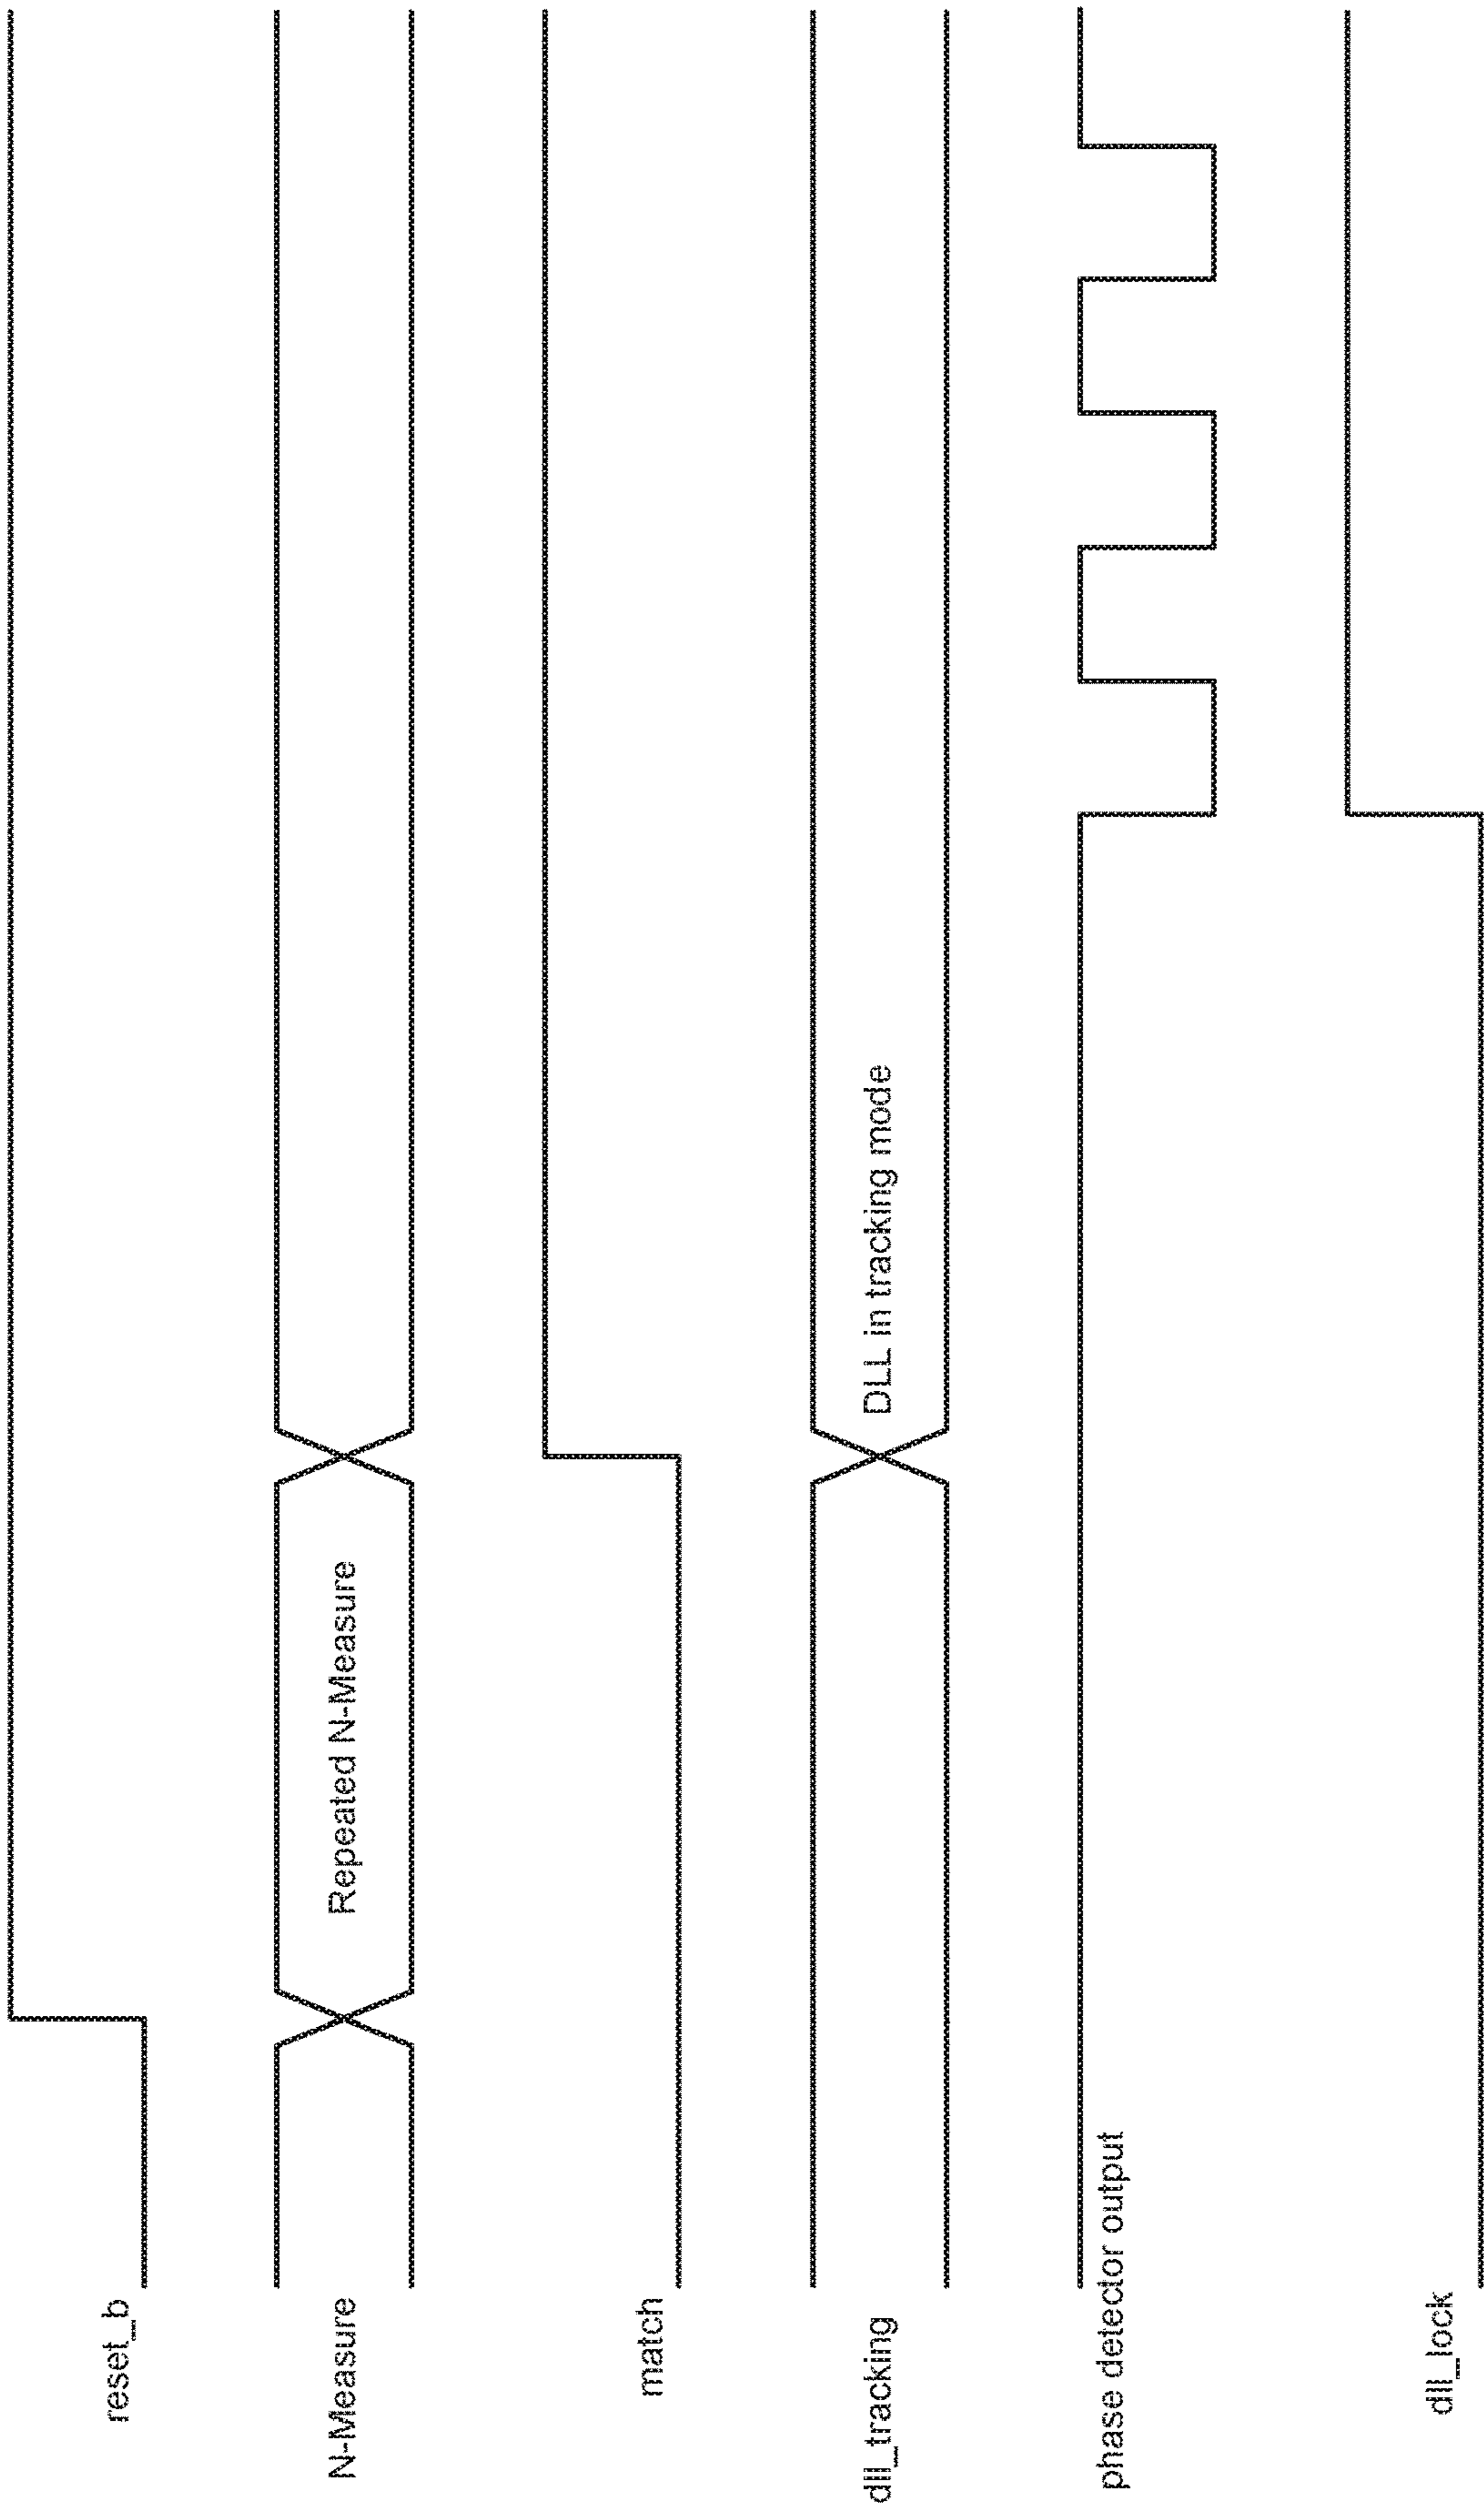 reset_b
N-Measure
Repeated N-Measure
match
dll_tracking
DLL in tracking mode
phase detector output
dll_lock